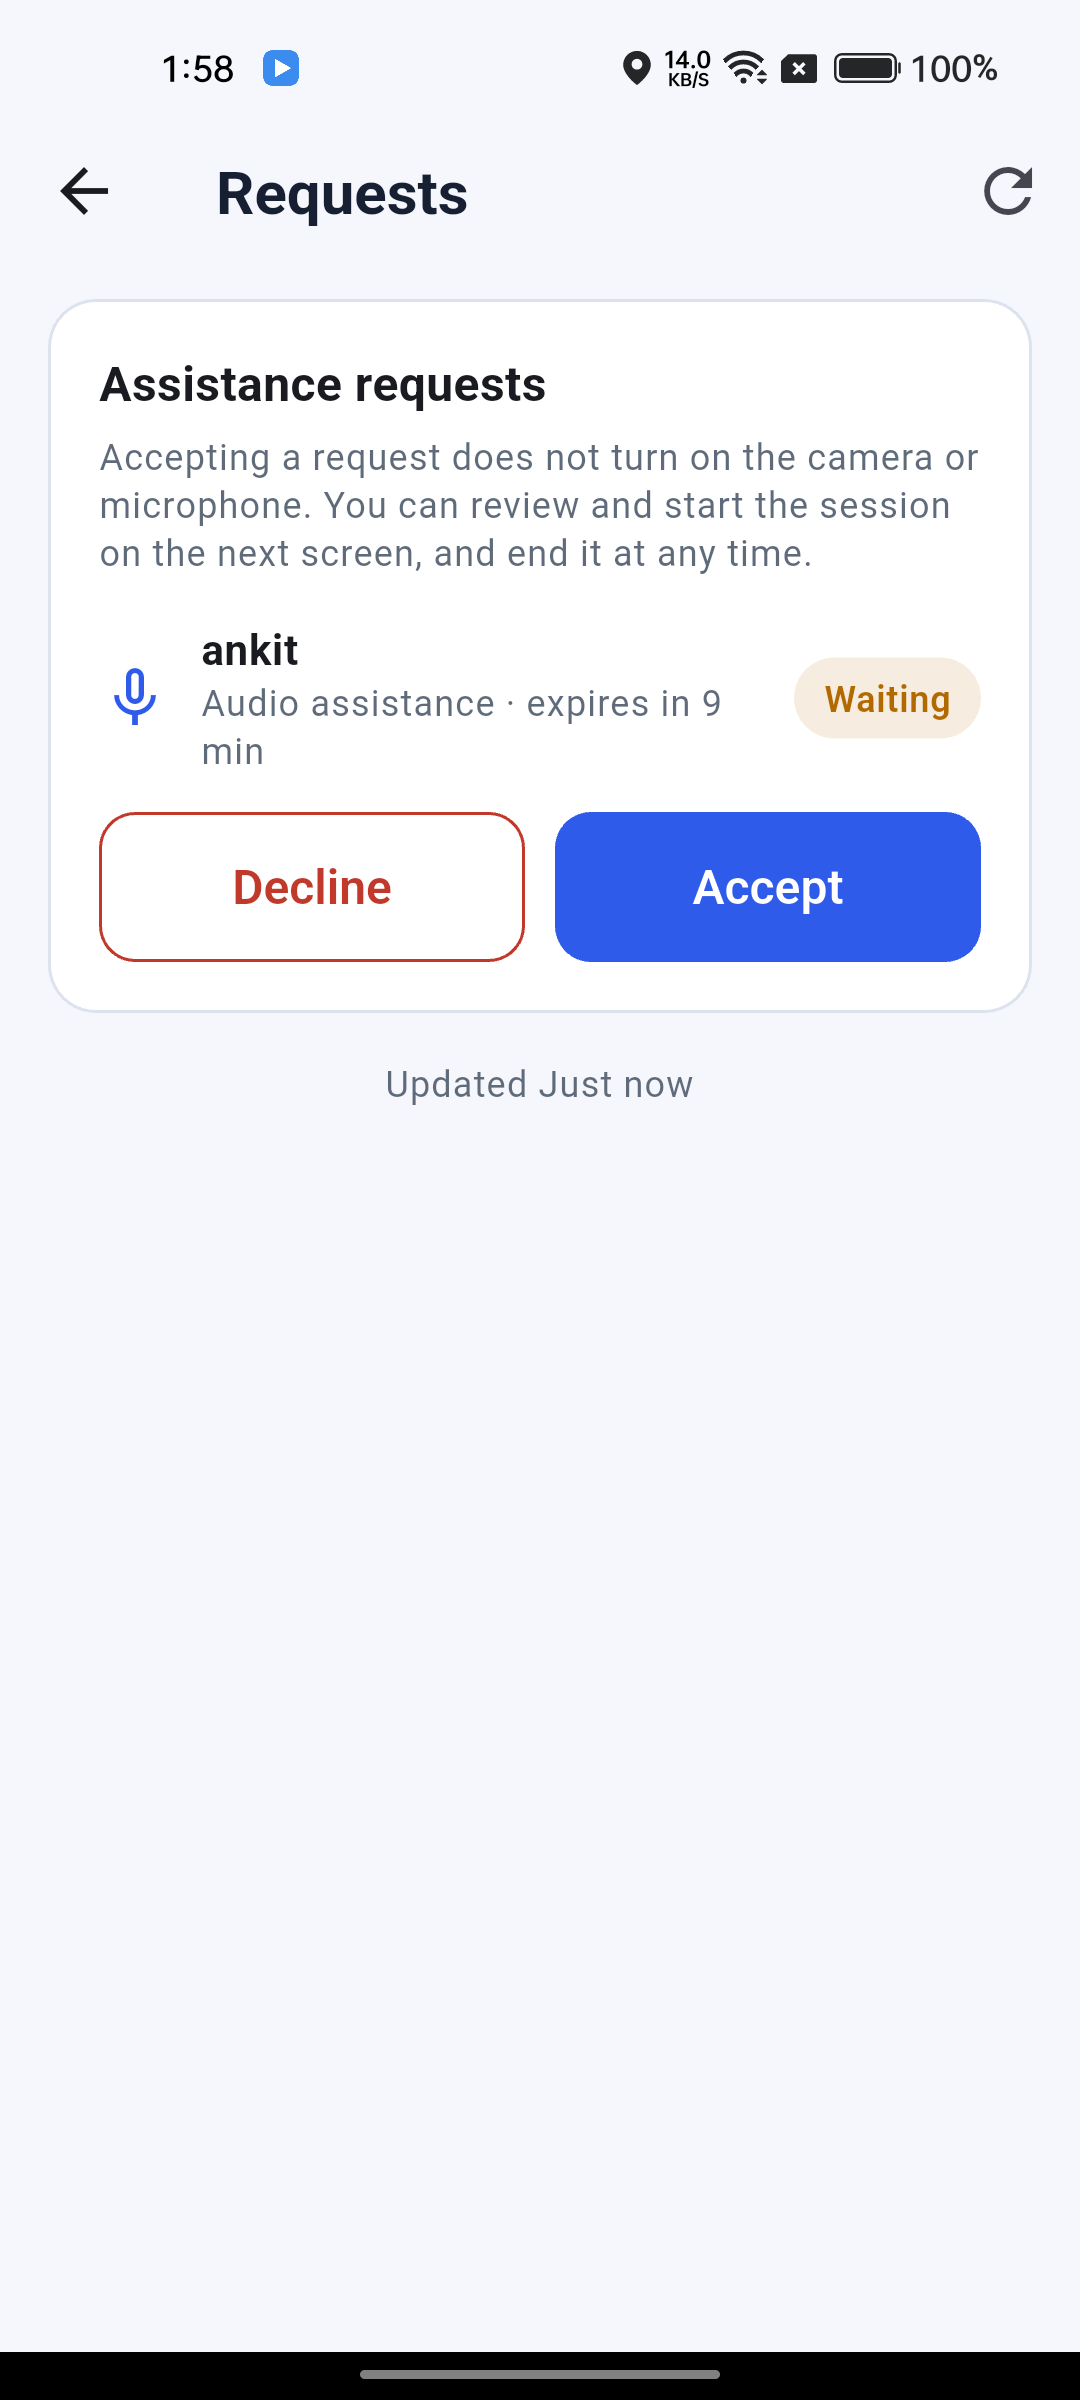 1:58
14.0
KB/S
100%
Requests
Assistance requests
Accepting a request does not turn on the camera or
microphone. You can review and start the session
on the next screen, and end it at any time.
ankit
Audio assistance · expires in 9
min
Waiting
Decline
Accept
Updated Just now